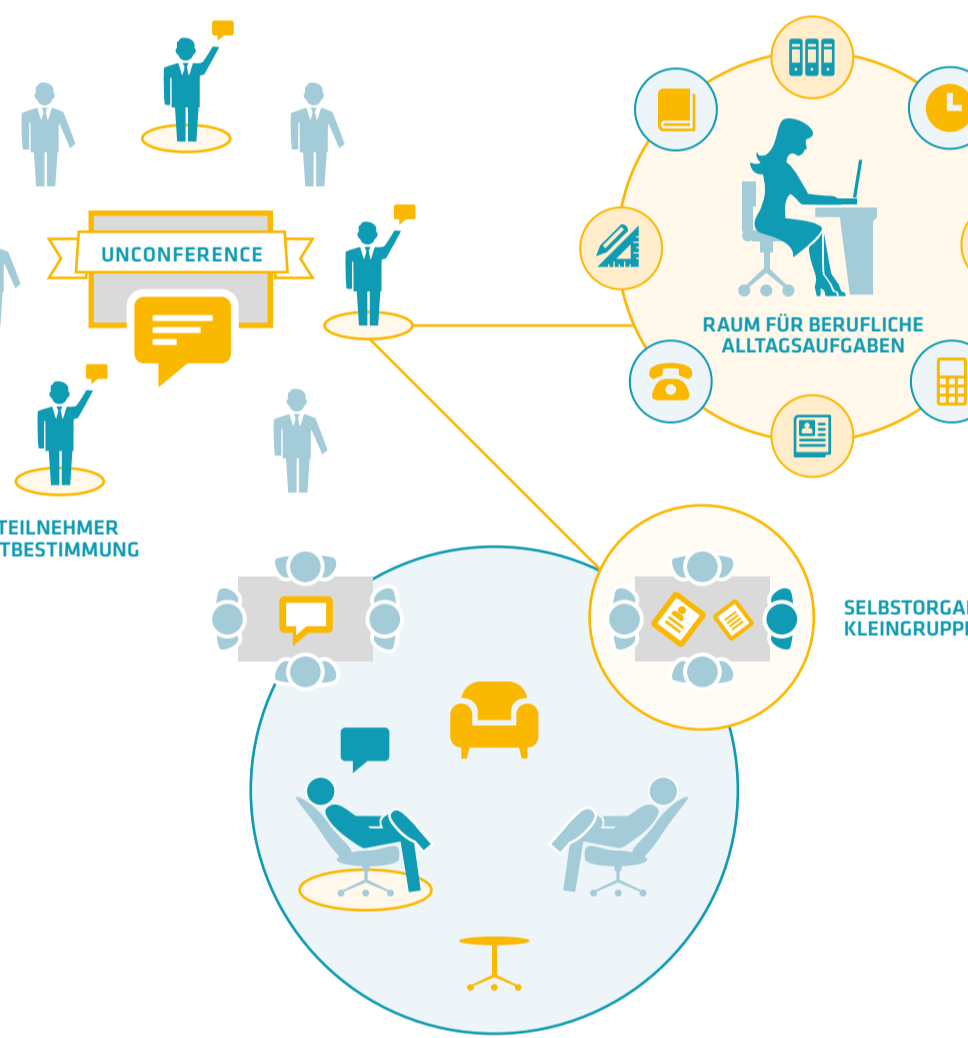 UNCONFERENCE
RAUM FÜR BERUFLICHE
ALLTAGSAUFGABEN
TEILNEHMER
TBESTIMMUNG
SELBSTORGA
KLEINGRUPP